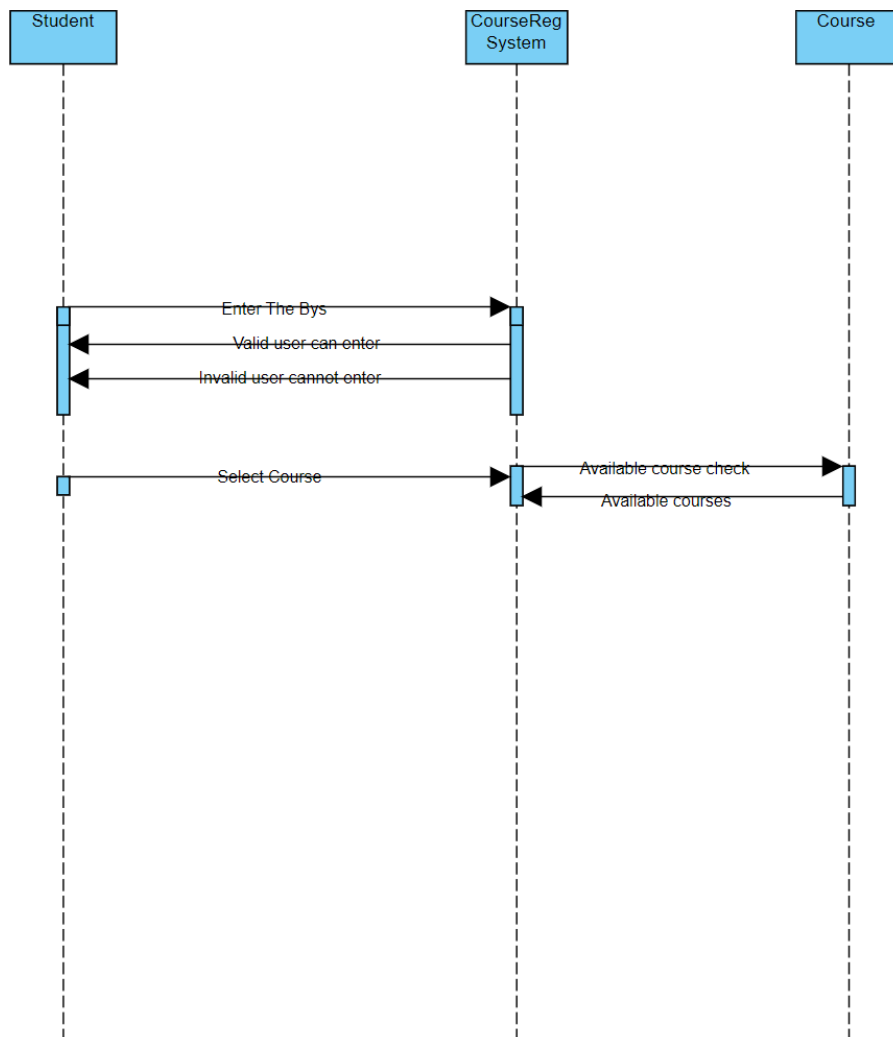 Student
CourseReg
System
Course
Enter The Bys
Valid user can enter
Invalid user cannot enter
Select Course
Available course check
Available courses